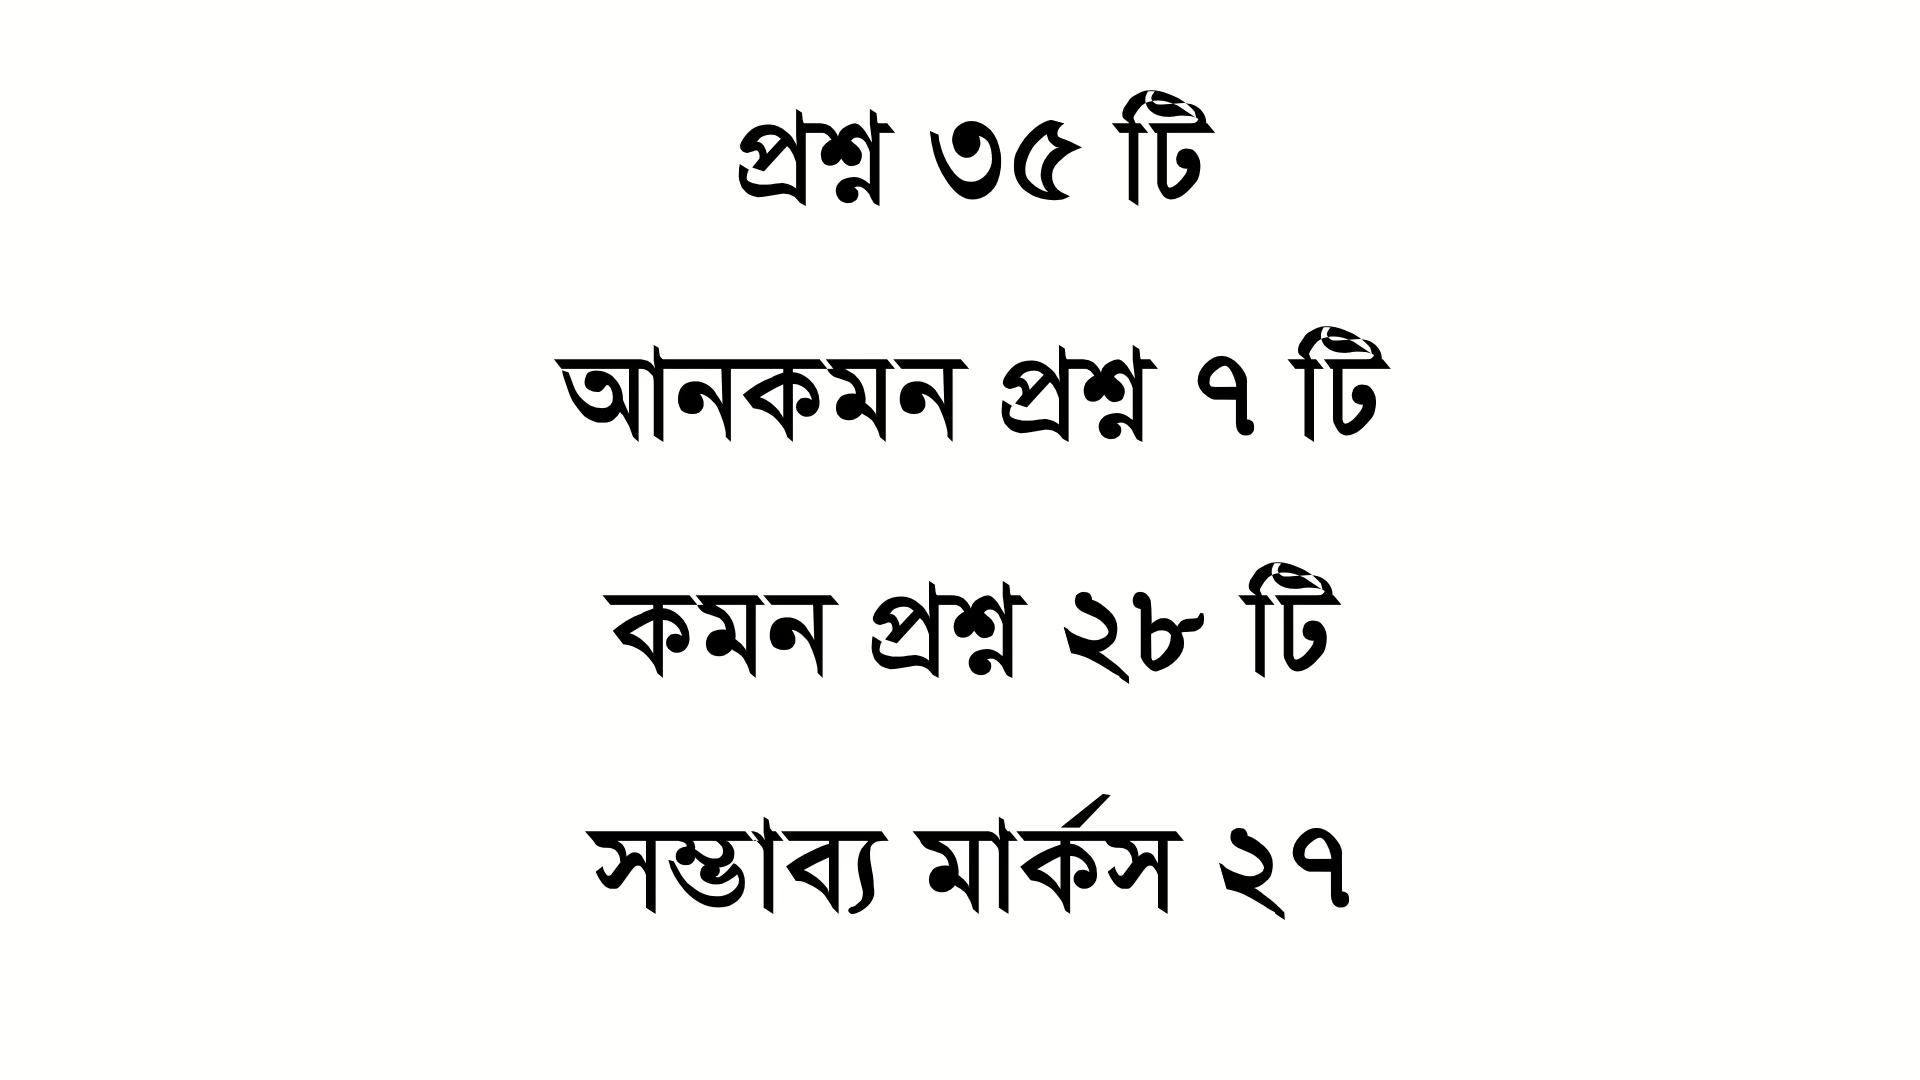 প্রশ্ন ৩৫ টি
আনকমন প্রশ্ন ৭ টি
কমন প্রশ্ন ২৮ টি
সম্ভাব্য মার্কস ২৭